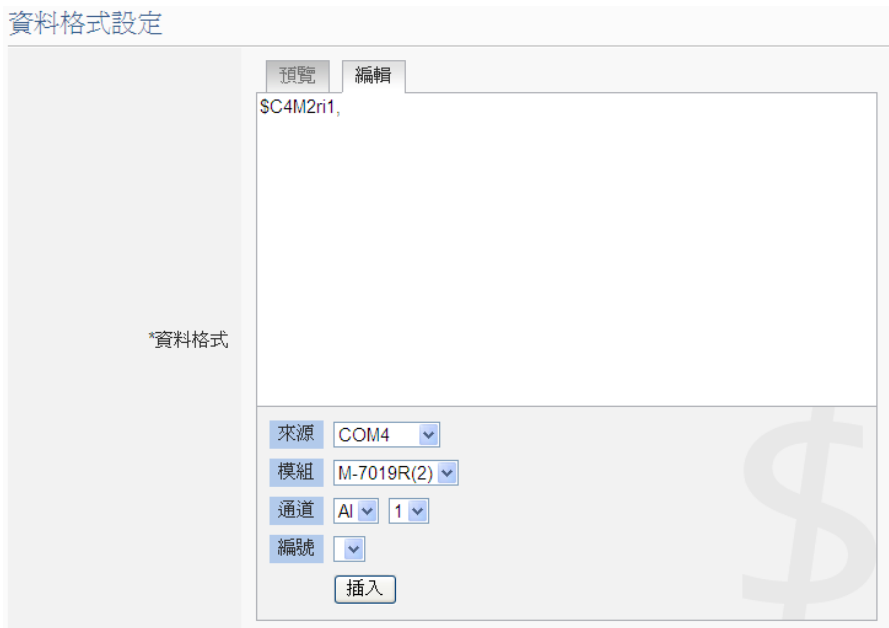 資料格式設定
預覽 編輯
$C4M2ri1,
*資料格式
來源 COM4
模組 M-7019R(2)
通道 AI 1
編號
插入
$